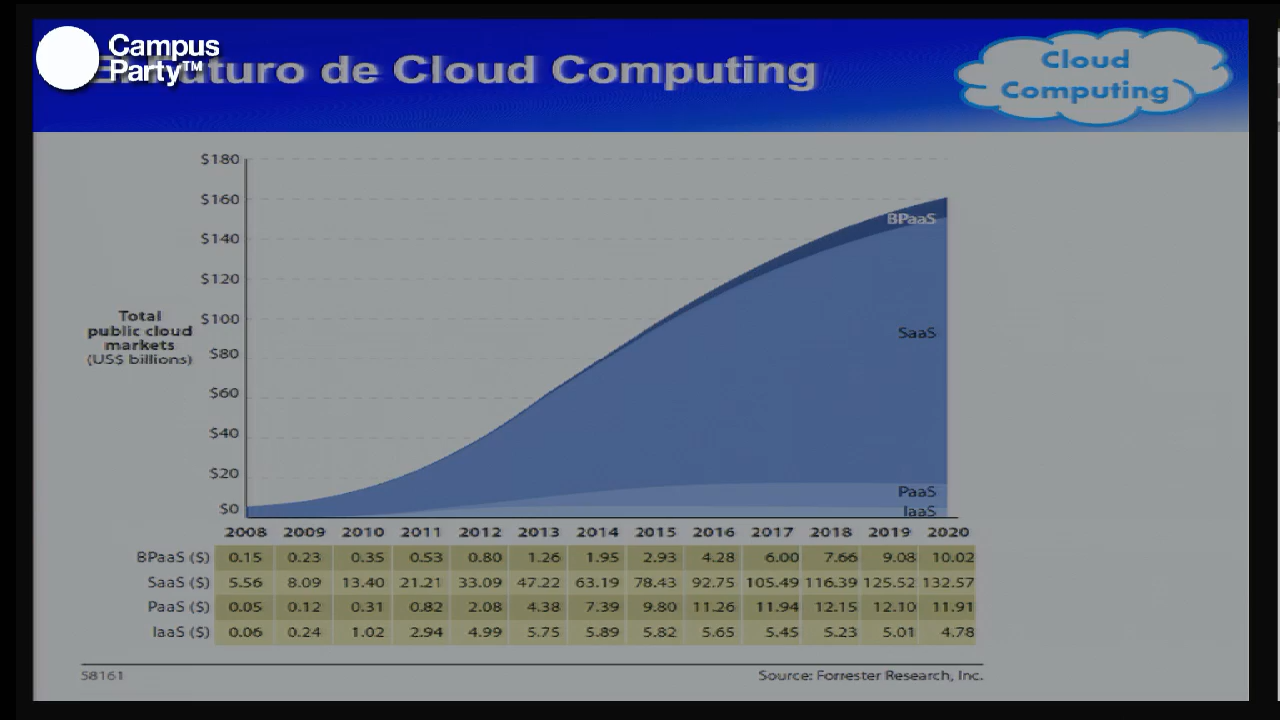 Campus
Party™
Futuro de Cloud Computing
Cloud
Computing
$180
$160
$140
$120
$100
$80
$60
$40
$20
$0
Total
public cloud
markets
(US$ billions)
BPaaS
SaaS
PaaS
IaaS
2008 2009 2010 2011 2012 2013 2014 2015 2016 2017 2018 2019 2020
BPaaS ($) 0.15 0.23 0.35 0.53 0.80 1.26 1.95 2.93 4.28 6.00 7.66 9.08 10.02
SaaS ($) 5.56 8.09 13.40 21.21 33.09 47.22 63.19 78.43 92.75 105.49 116.39 125.52 132.57
PaaS ($) 0.05 0.12 0.31 0.82 2.08 4.38 7.39 9.80 11.26 11.94 12.15 12.10 11.91
IaaS ($) 0.06 0.24 1.02 2.94 4.99 5.75 5.89 5.82 5.65 5.45 5.23 5.01 4.78
58161
Source: Forrester Research, Inc.